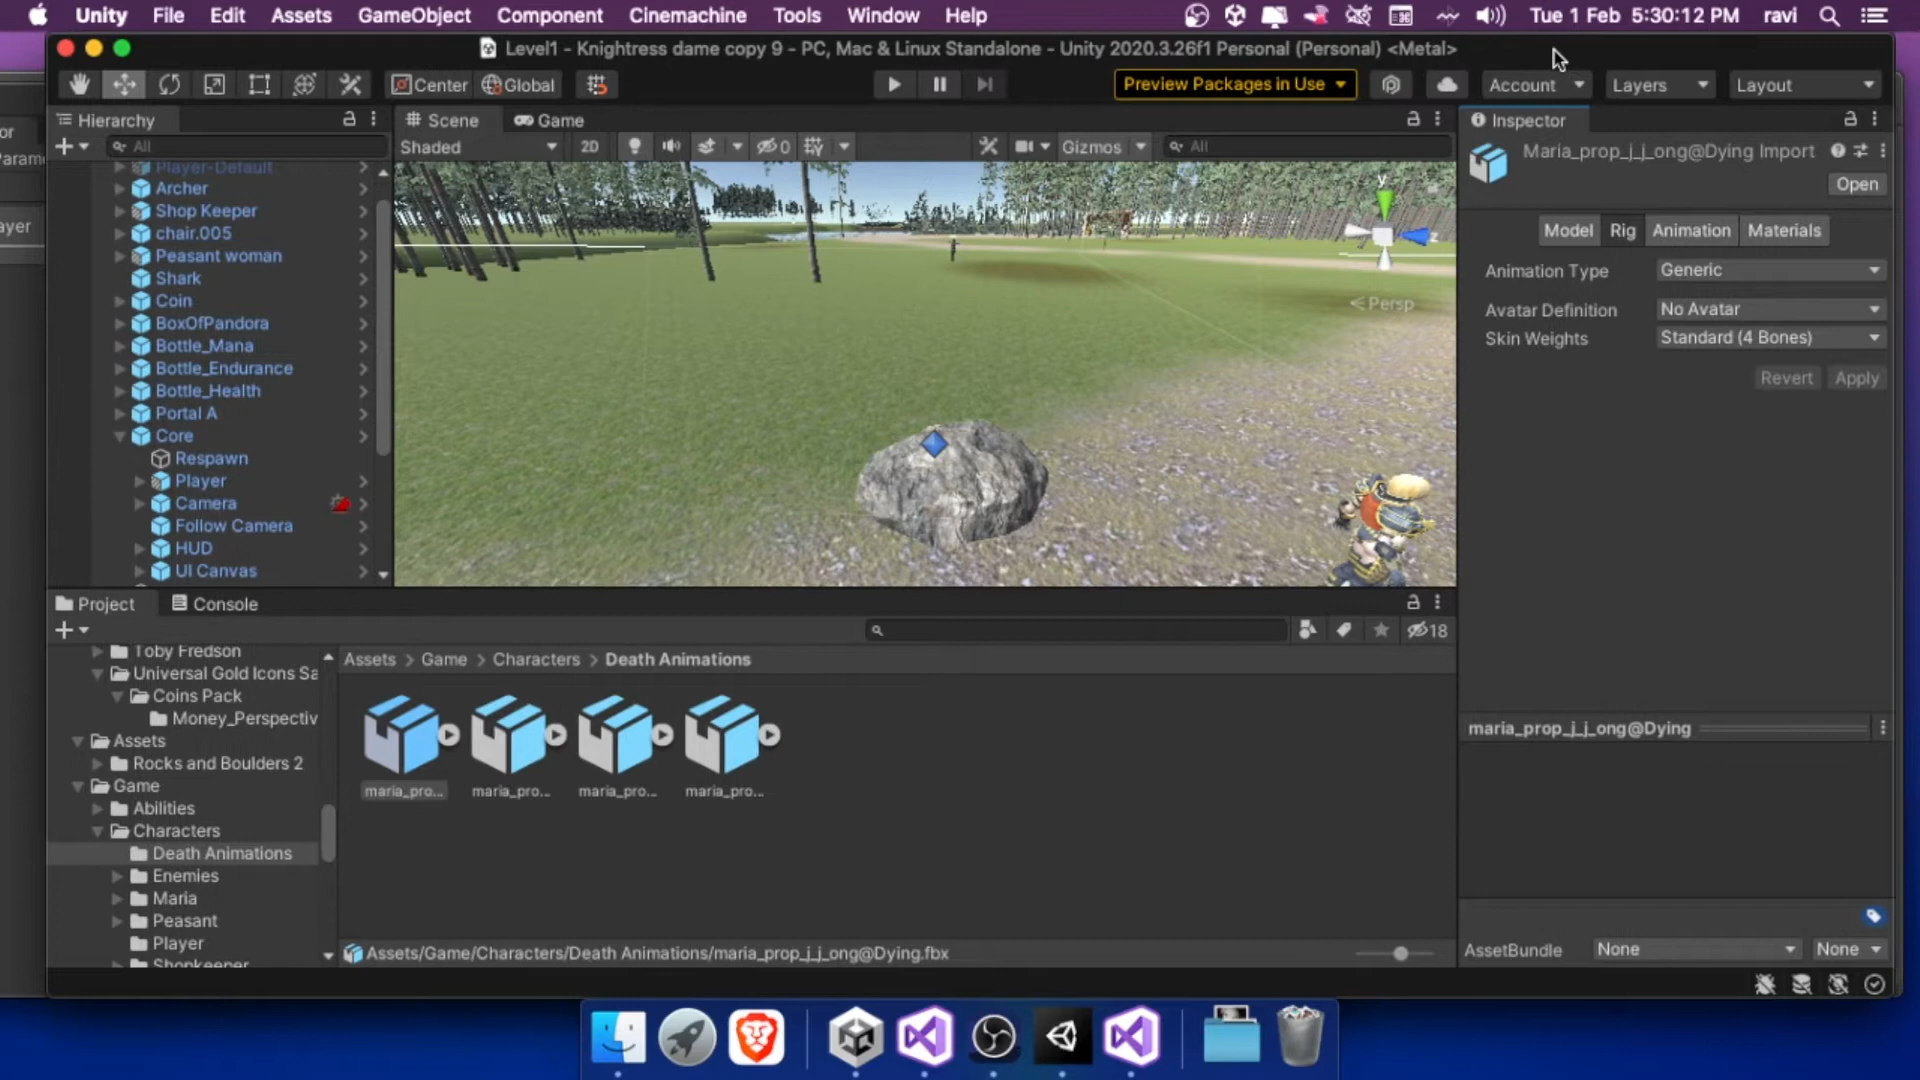 Unity File Edit Assets GameObject Component Cinemachine Tools Window Help Tue 1 Feb 5:30:12 PM ravi
Level1 - Knightress dame copy 9 - PC, Mac & Linux Standalone - Unity 2020.3.26f1 Personal (Personal) <Metal>
Center Global Preview Packages in Use Account Layers Layout
Hierarchy
All
Player-Default
Archer
Shop Keeper
chair.005
Peasant woman
Shark
Coin
BoxOfPandora
Bottle_Mana
Bottle_Endurance
Bottle_Health
Portal A
Core
Respawn
Player
Camera
Follow Camera
HUD
UI Canvas
Scene Game
Shaded 2D 0 Gizmos All
y
z
Persp
Inspector
Maria_prop_j_j_ong@Dying Import
Open
Model Rig Animation Materials
Animation Type Generic
Avatar Definition No Avatar
Skin Weights Standard (4 Bones)
Revert Apply
maria_prop_j_j_ong@Dying
AssetBundle None None
Project Console
18
Toby Fredson
Universal Gold Icons Sa
Coins Pack
Money_Perspectiv
Assets
Rocks and Boulders 2
Game
Abilities
Characters
Death Animations
Enemies
Maria
Peasant
Player
Shopkeeper
Assets > Game > Characters > Death Animations
maria_pro... maria_pro... maria_pro... maria_pro...
Assets/Game/Characters/Death Animations/maria_prop_j_j_ong@Dying.fbx
or
Parame
ayer